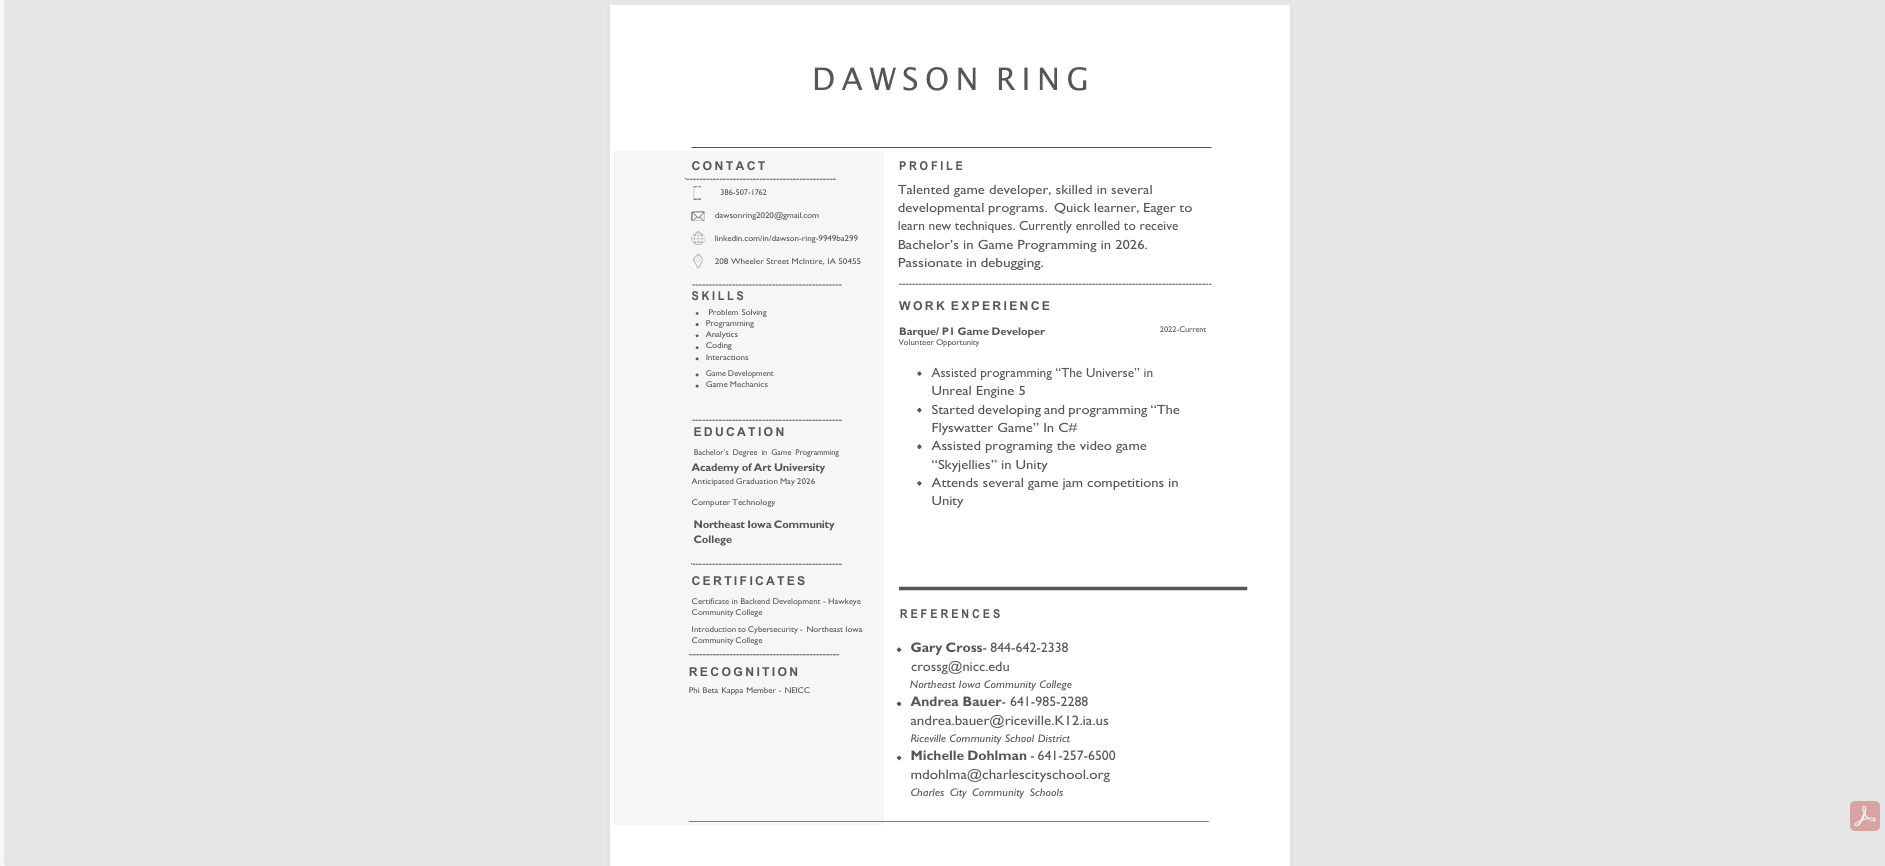 DAWSON RING
CONTACT
386-507-1762
dawsonring2020@gmail.com
linkedin.com/in/dawson-ring-9949ba299
208 Wheeler Street McIntire, IA 50455
SKILLS
Problem Solving
Programming
Analytics
Coding
Interactions
Game Development
Game Mechanics
EDUCATION
Bachelor's Degree in Game Programming
Academy of Art University
Anticipated Graduation May 2026
Computer Technology
Northeast Iowa Community
College
CERTIFICATES
Certificate in Backend Development - Hawkeye
Community College
Introduction to Cybersecurity - Northeast Iowa
Community College
RECOGNITION
Phi Beta Kappa Member - NEICC
PROFILE
Talented game developer, skilled in several
developmental programs. Quick learner, Eager to
learn new techniques. Currently enrolled to receive
Bachelor's in Game Programming in 2026.
Passionate in debugging.
WORK EXPERIENCE
Barque/ P1 Game Developer 2022-Current
Volunteer Opportunity
Assisted programming “The Universe” in
Unreal Engine 5
Started developing and programming “The
Flyswatter Game” In C#
Assisted programing the video game
“Skyjellies” in Unity
Attends several game jam competitions in
Unity
REFERENCES
Gary Cross- 844-642-2338
crossg@nicc.edu
Northeast Iowa Community College
Andrea Bauer- 641-985-2288
andrea.bauer@riceville.K12.ia.us
Riceville Community School District
Michelle Dohlman - 641-257-6500
mdohlma@charlescityschool.org
Charles City Community Schools